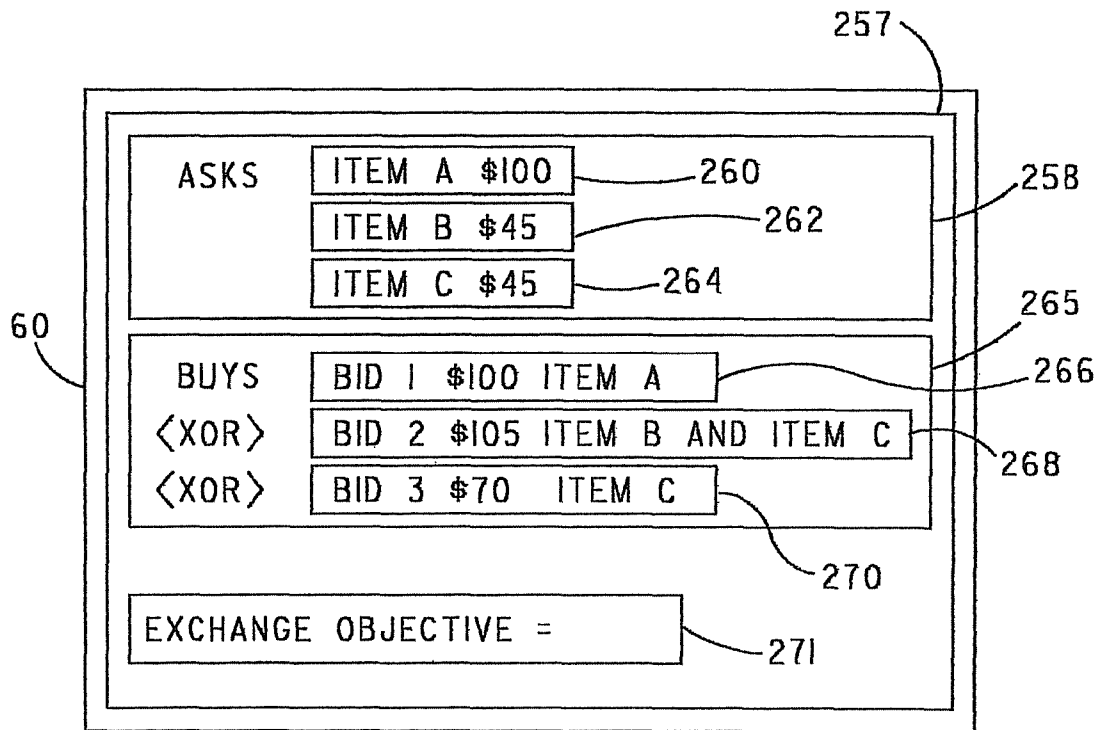 257
ASKS ITEM A $100 260
258
ITEM B $45 262
ITEM C $45 264
265
60
BUYS BID 1 $100 ITEM A 266
<XOR> BID 2 $105 ITEM B AND ITEM C 268
<XOR> BID 3 $70 ITEM C
270
EXCHANGE OBJECTIVE = 271